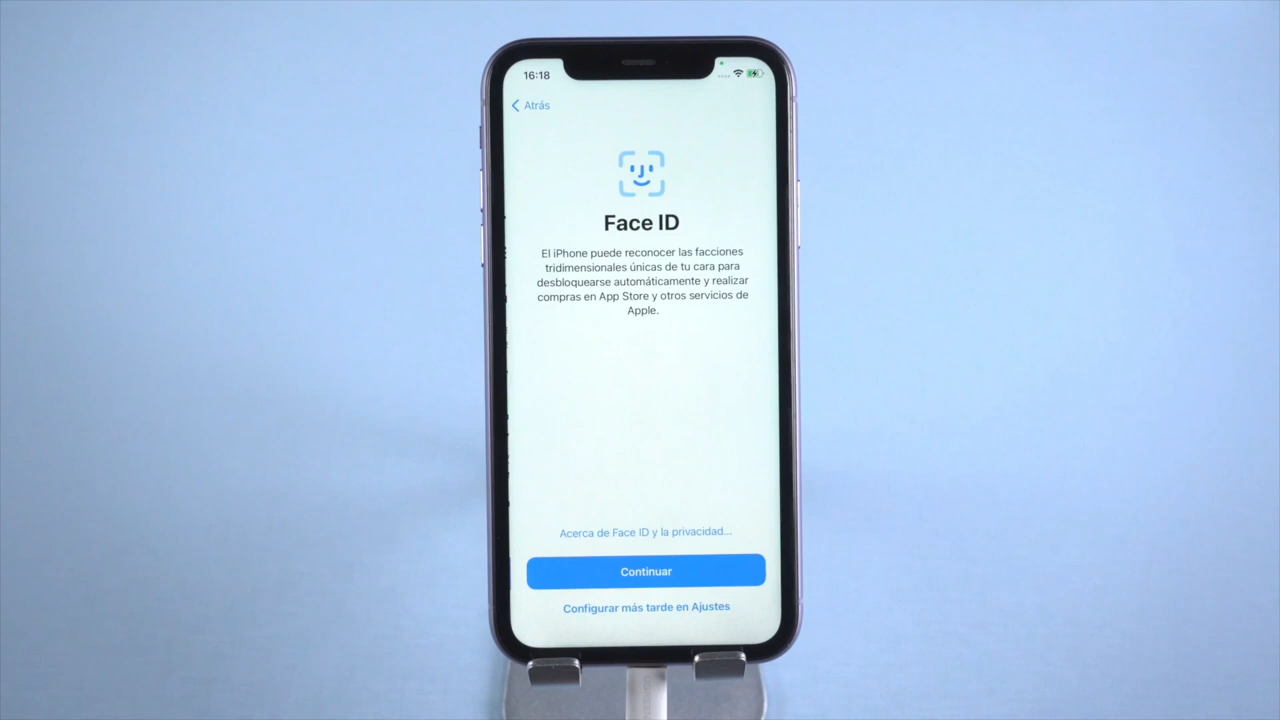 16:18
Atrás
Face ID
El iPhone puede reconocer las facciones
tridimensionales únicas de tu cara para
desbloquearse automáticamente y realizar
compras en App Store y otros servicios de
Apple.
Acerca de Face ID y la privacidad...
Continuar
Configurar más tarde en Ajustes